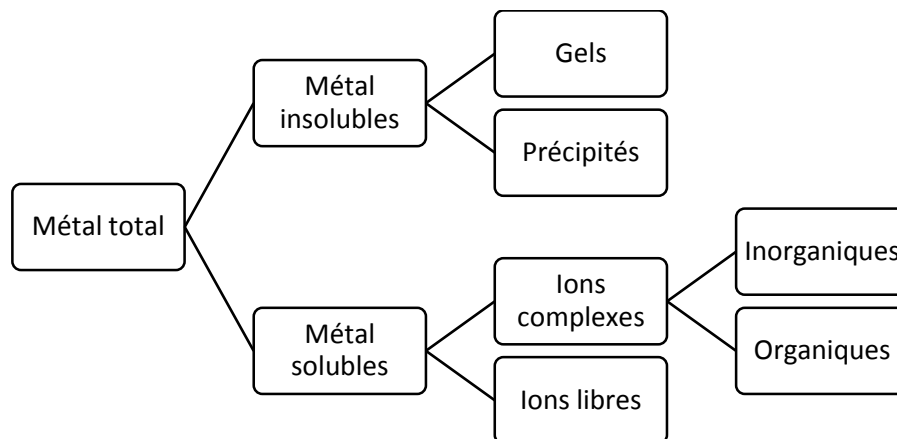 Gels
Métal
insolubles
Précipités
Métal total
Inorganiques
Ions
complexes
Métal
solubles
Organiques
Ions libres